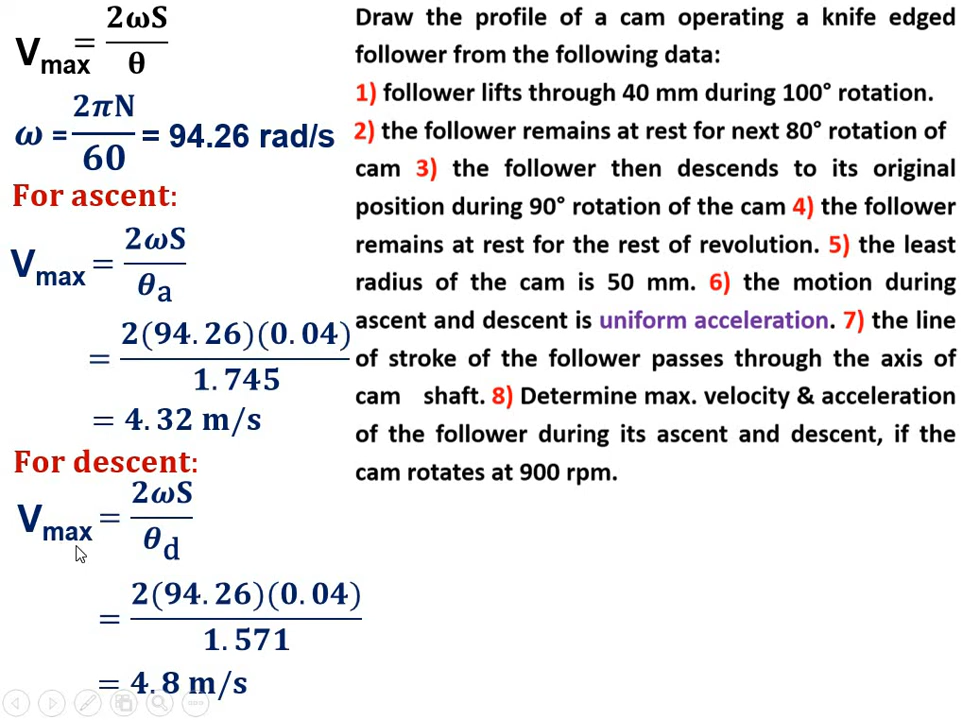 V_max = 2ωS / θ
ω = 2πN / 60 = 94.26 rad/s
For ascent:
V_max = 2ωS / θ_a
= 2(94.26)(0.04) / 1.745
= 4.32 m/s
For descent:
V_max = 2ωS / θ_d
= 2(94.26)(0.04) / 1.571
= 4.8 m/s
Draw the profile of a cam operating a knife edged
follower from the following data:
1) follower lifts through 40 mm during 100° rotation.
2) the follower remains at rest for next 80° rotation of
cam 3) the follower then descends to its original
position during 90° rotation of the cam 4) the follower
remains at rest for the rest of revolution. 5) the least
radius of the cam is 50 mm. 6) the motion during
ascent and descent is uniform acceleration. 7) the line
of stroke of the follower passes through the axis of
cam shaft. 8) Determine max. velocity & acceleration
of the follower during its ascent and descent, if the
cam rotates at 900 rpm.